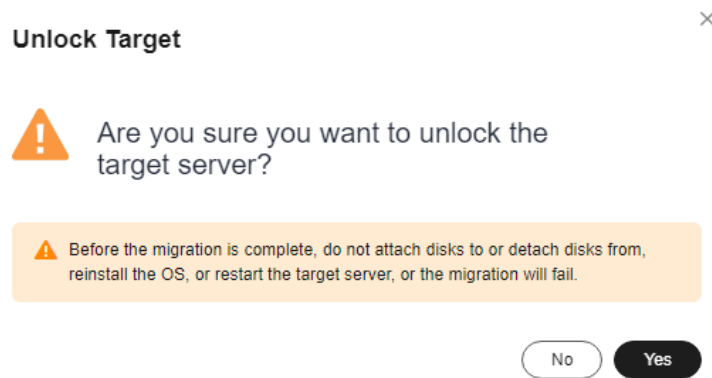 Unlock Target
Are you sure you want to unlock the
target server?
Before the migration is complete, do not attach disks to or detach disks from,
reinstall the OS, or restart the target server, or the migration will fail.
No
Yes